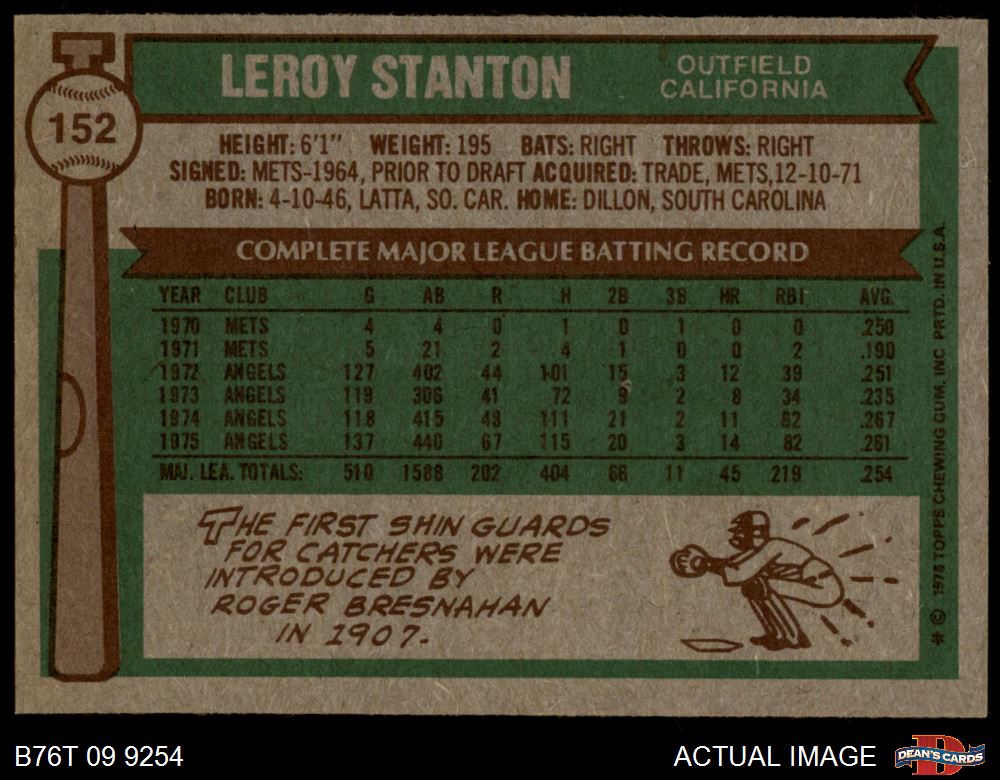 152
LEROY STANTON
OUTFIELD
CALIFORNIA
HEIGHT: 6'1" WEIGHT: 195 BATS: RIGHT THROWS: RIGHT
SIGNED: METS-1964, PRIOR TO DRAFT ACQUIRED: TRADE, METS,12-10-71
BORN: 4-10-46, LATTA, SO. CAR. HOME: DILLON, SOUTH CAROLINA
COMPLETE MAJOR LEAGUE BATTING RECORD
YEAR CLUB G AB R H 2B 3B HR RBI AVG.
1970 METS 4 4 0 1 0 1 0 0 .250
1971 METS 5 21 2 4 1 0 0 2 .190
1972 ANGELS 127 402 44 101 15 3 12 39 .251
1973 ANGELS 119 306 41 72 9 2 8 34 .235
1974 ANGELS 118 415 48 111 21 2 11 62 .267
1975 ANGELS 137 440 67 115 20 3 14 82 .261
MAJ. LEA. TOTALS: 510 1588 202 404 66 11 45 219 .254
THE FIRST SHIN GUARDS
FOR CATCHERS WERE
INTRODUCED BY
ROGER BRESNAHAN
IN 1907.
* © 1976 TOPPS CHEWING GUM, INC PRTD. IN U.S.A.
B76T 09 9254
ACTUAL IMAGE
D
DEAN'S CARDS